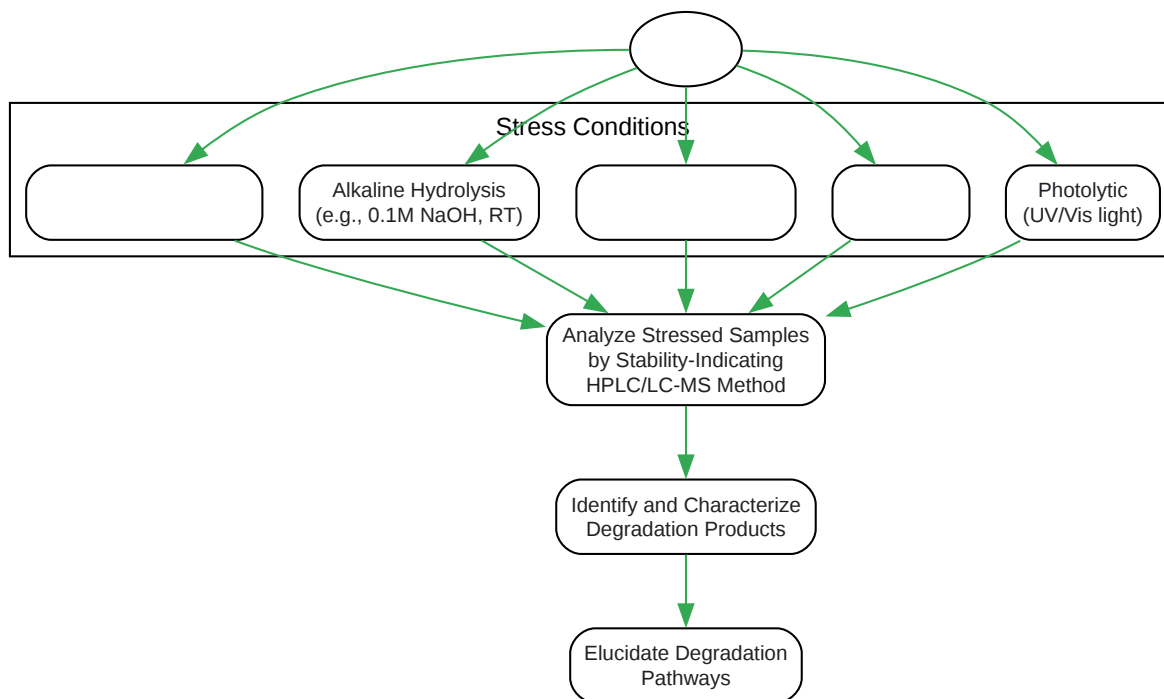 Stress Conditions
Alkaline Hydrolysis
(e.g., 0.1M NaOH, RT)
Photolytic
(UV/Vis light)
Analyze Stressed Samples
by Stability-Indicating
HPLC/LC-MS Method
Identify and Characterize
Degradation Products
Elucidate Degradation
Pathways